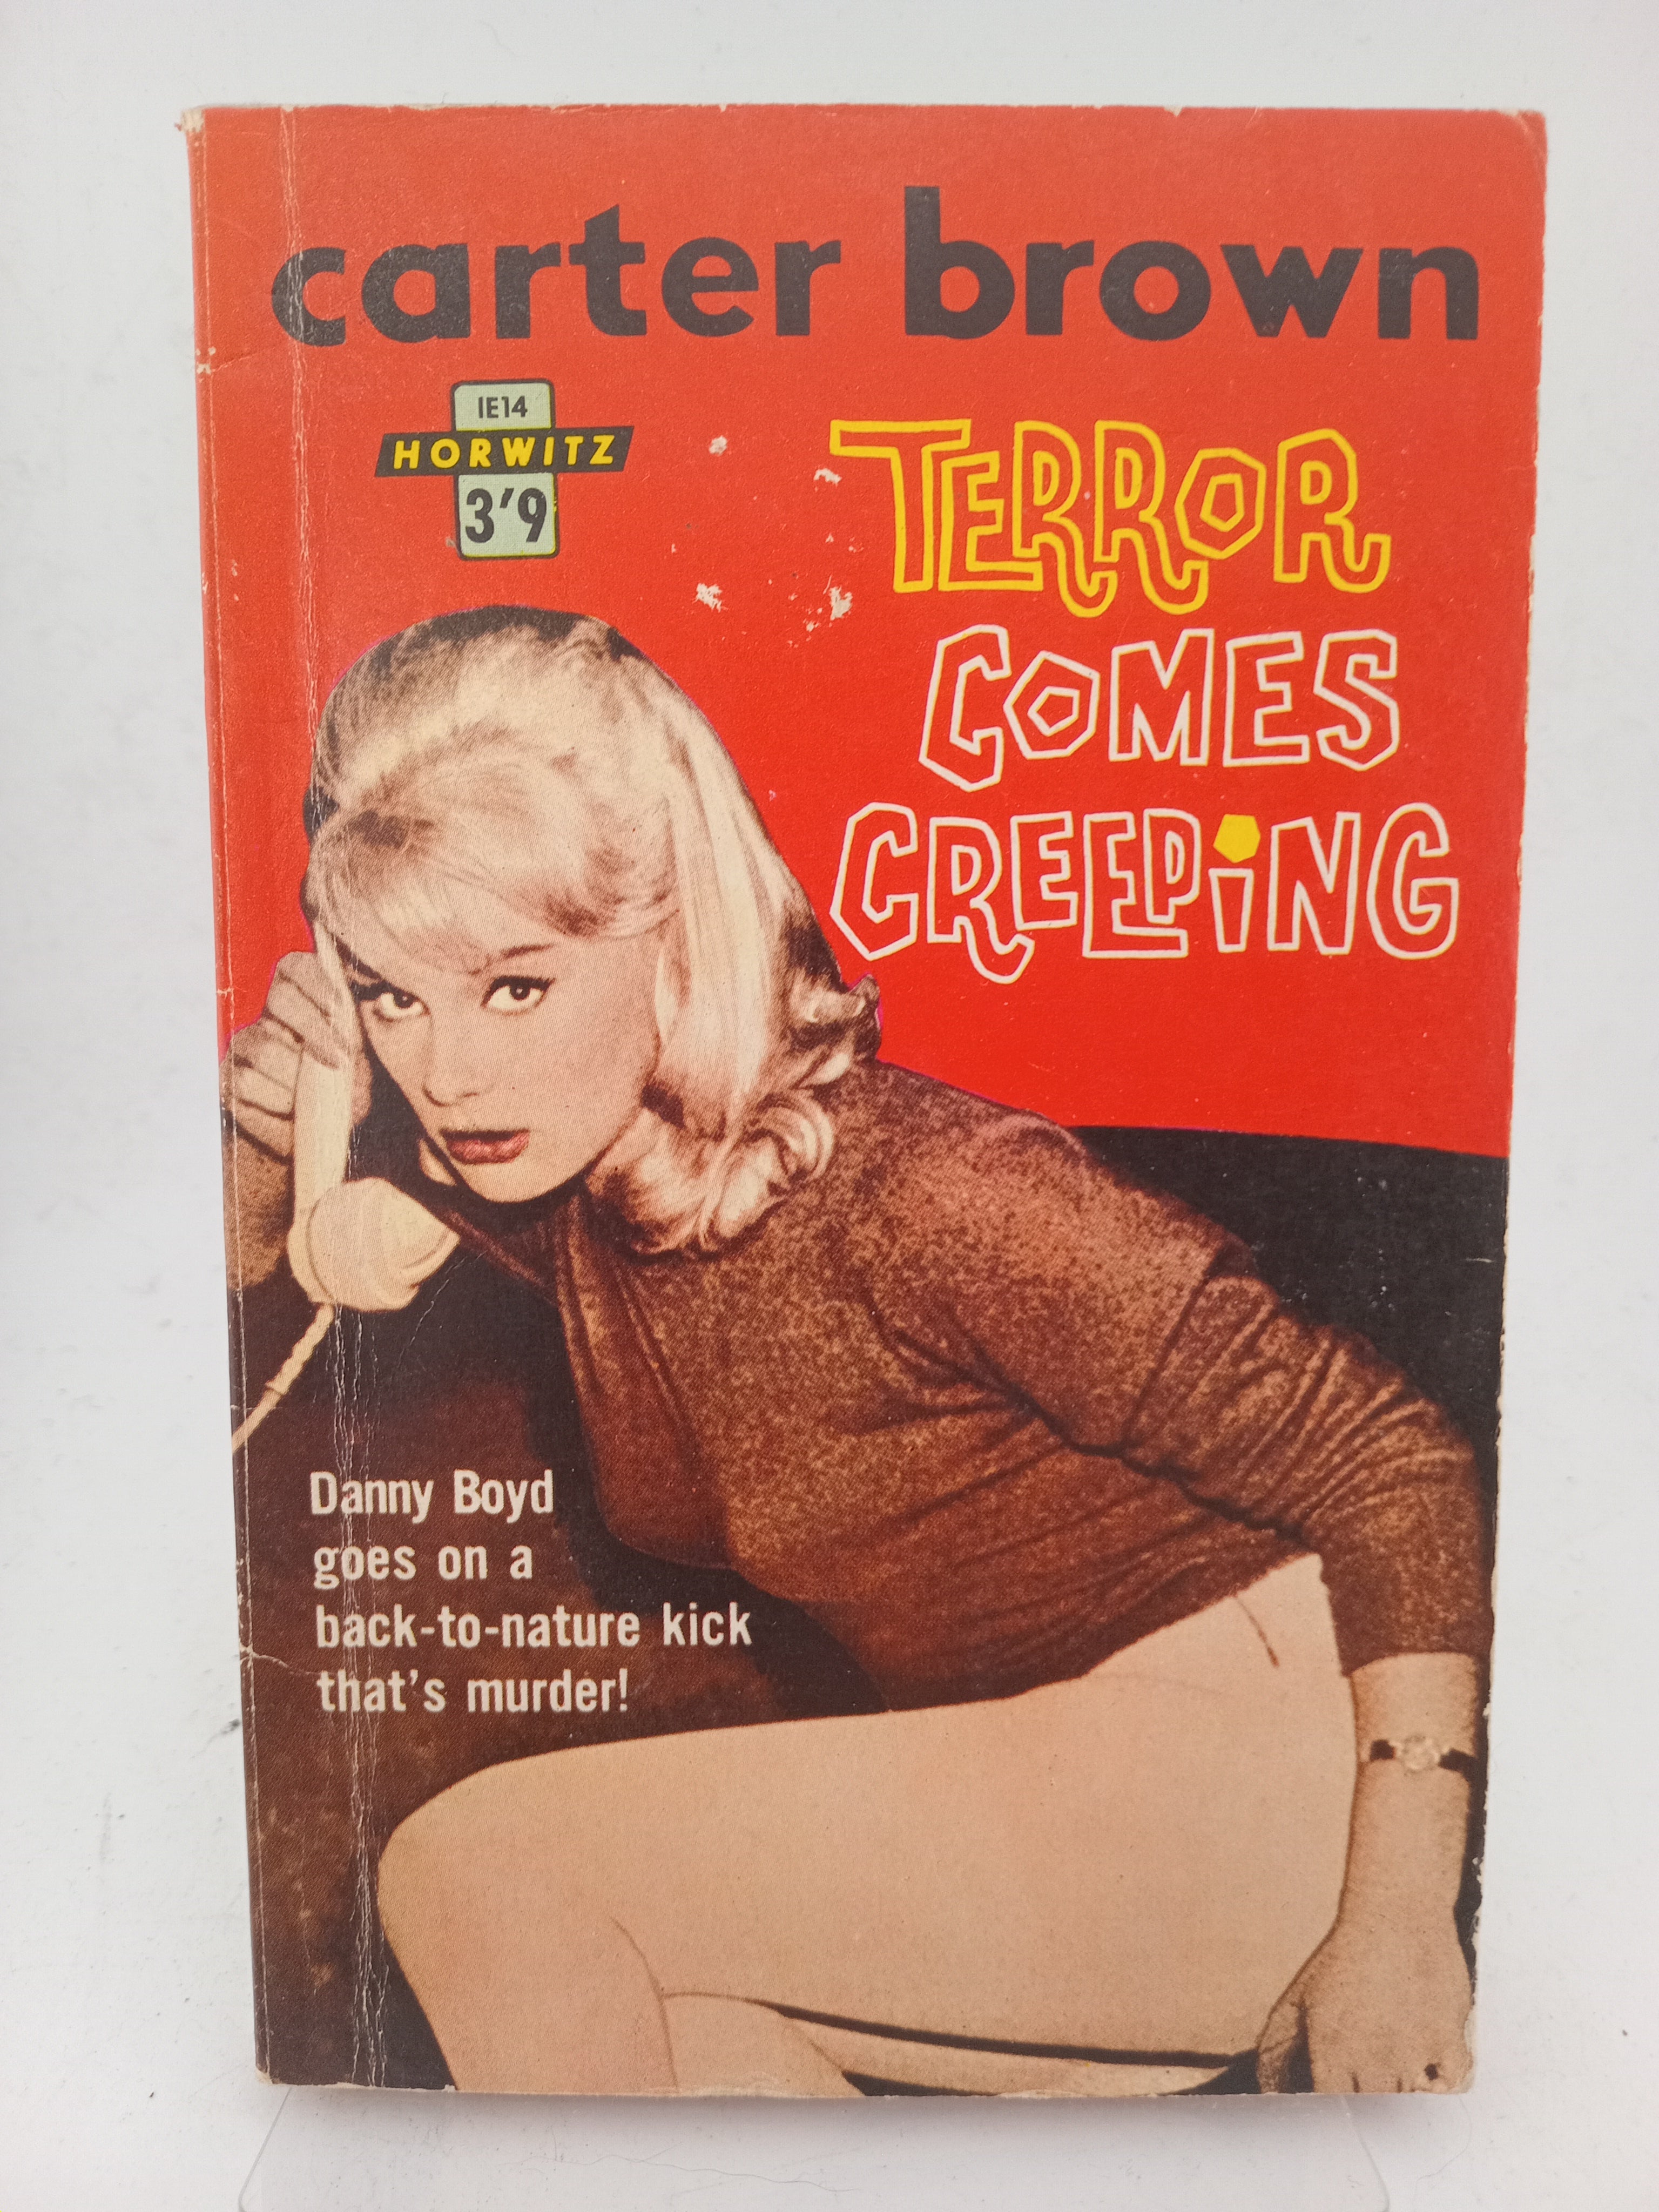 carter brown
IE14
HORWITZ
3'9
TERROR
COMES
CREEPiNG
Danny Boyd
goes on a
back-to-nature kick
that's murder!